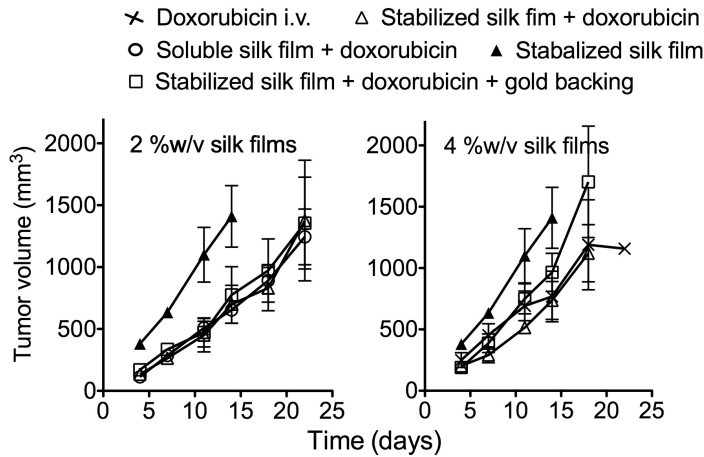 Doxorubicin i.v. Stabilized silk fim + doxorubicin
Soluble silk film + doxorubicin Stabalized silk film
Stabilized silk film + doxorubicin + gold backing
2 %w/v silk films
4 %w/v silk films
Tumor volume (mm³)
2000
1500
1000
500
0
0 5 10 15 20 25
2000
1500
1000
500
0
0 5 10 15 20 25
Time (days)